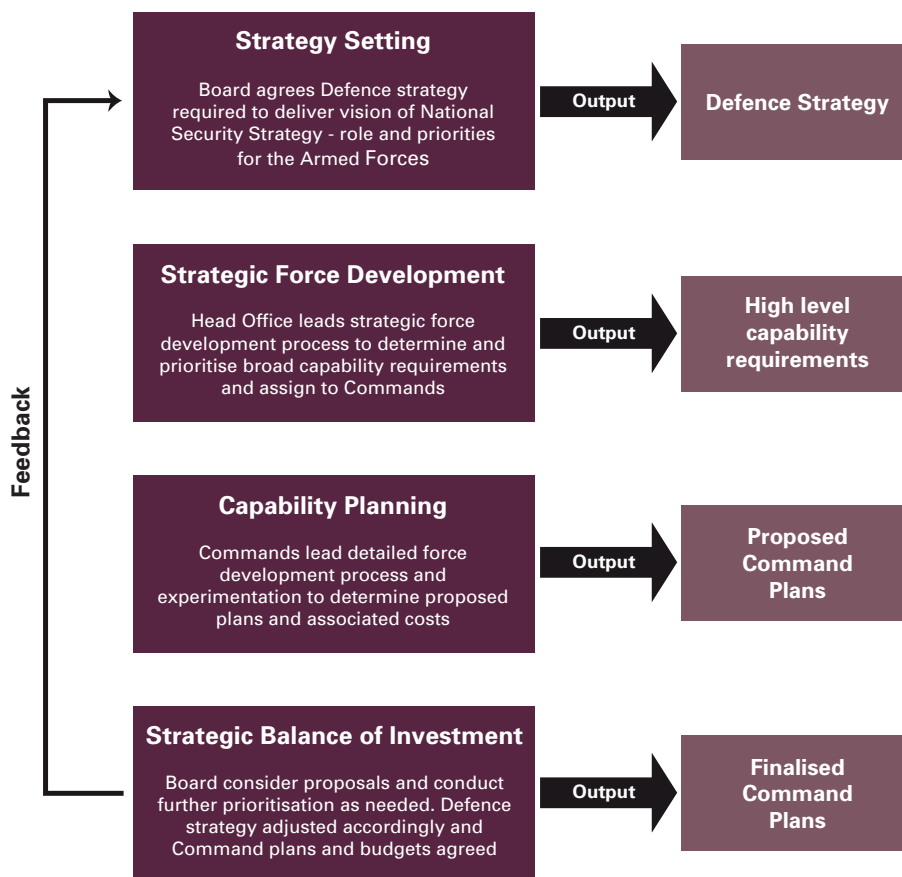 Strategy Setting
Board agrees Defence strategy
required to deliver vision of National
Security Strategy - role and priorities
for the Armed Forces
Output
Defence Strategy
Strategic Force Development
Head Office leads strategic force
development process to determine and
prioritise broad capability requirements
and assign to Commands
Output
High level
capability
requirements
Feedback
Capability Planning
Commands lead detailed force
development process and
experimentation to determine proposed
plans and associated costs
Output
Proposed
Command
Plans
Strategic Balance of Investment
Board consider proposals and conduct
further prioritisation as needed. Defence
strategy adjusted accordingly and
Command plans and budgets agreed
Output
Finalised
Command
Plans